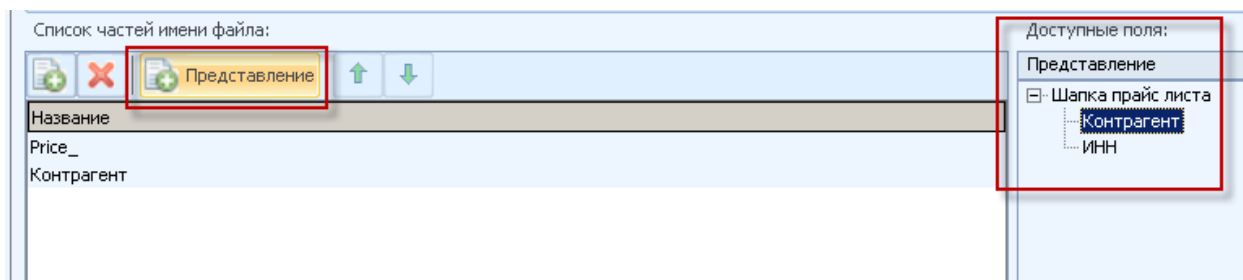 Список частей имени файла:
Представление
Название
Price_
Контрагент
Доступные поля:
Представление
Шапка прайс листа
Контрагент
ИНН